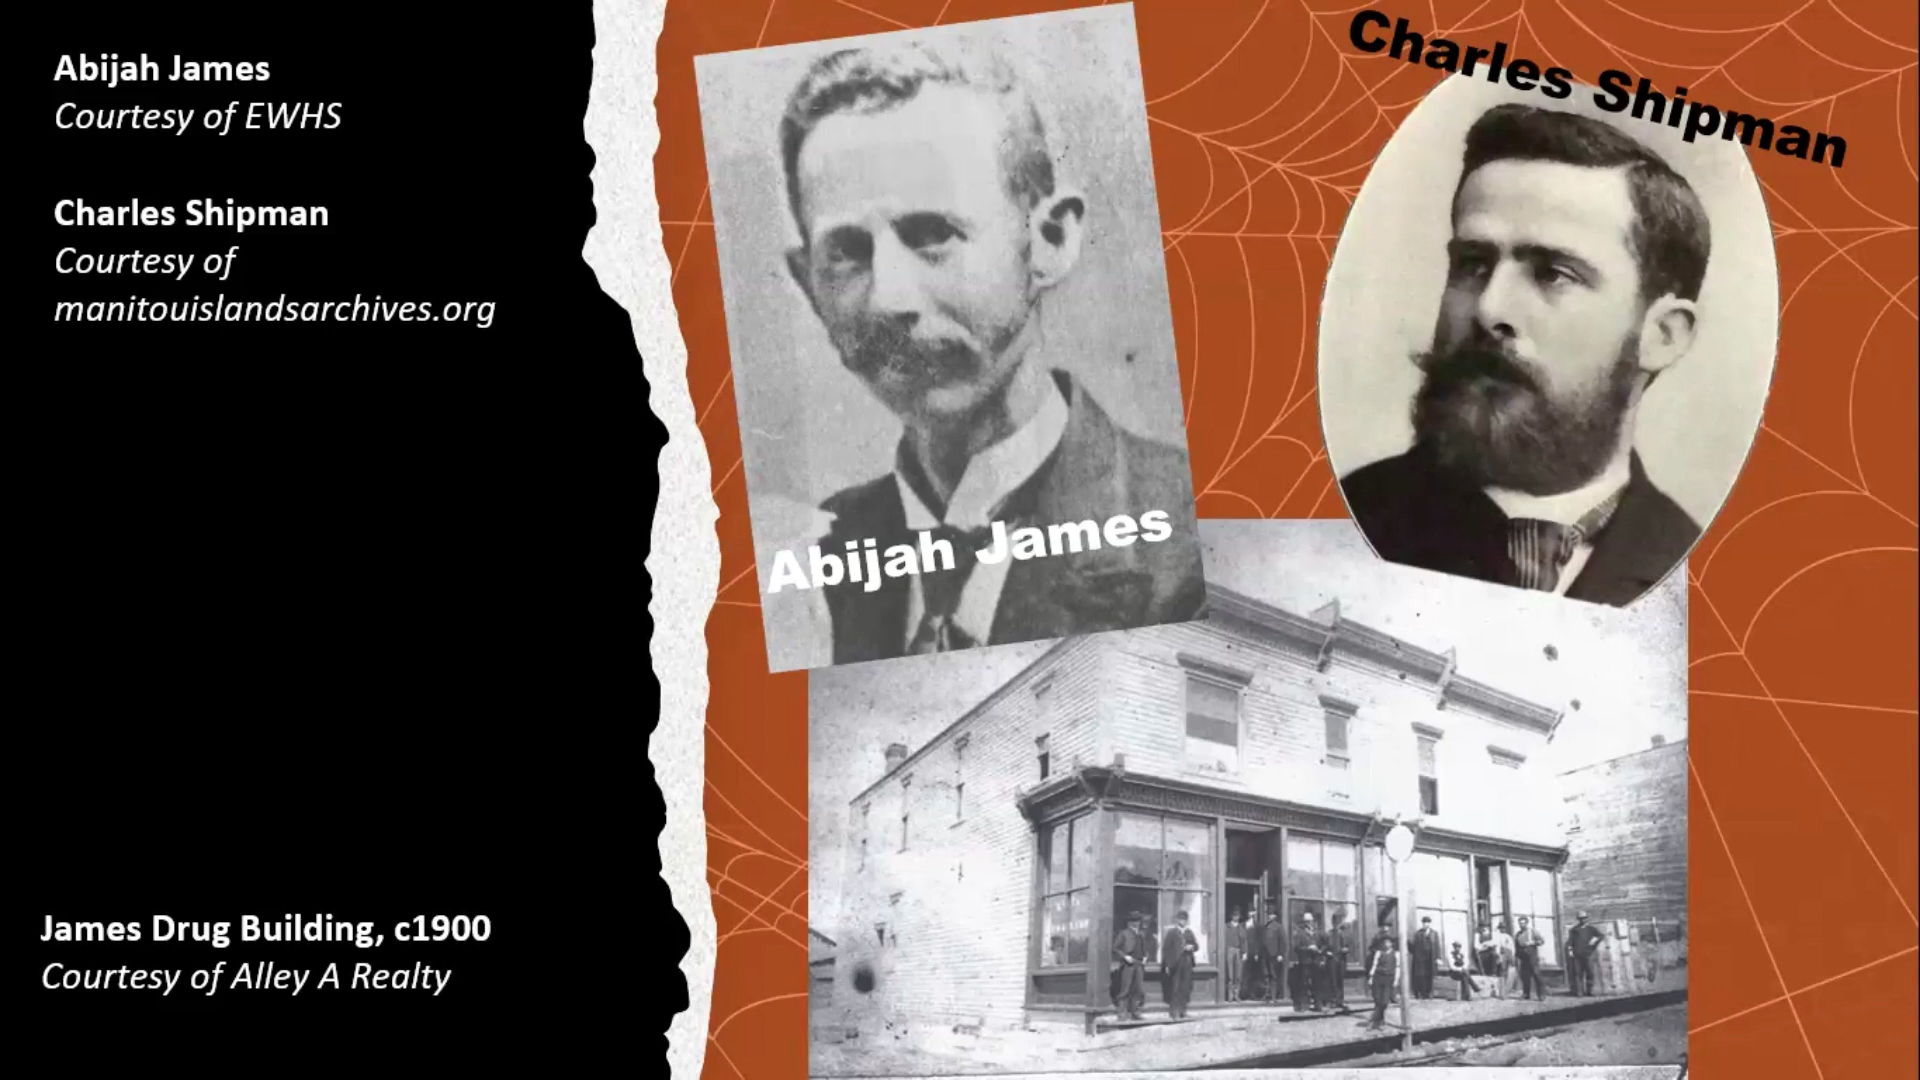 Abijah James
Courtesy of EWHS
Charles Shipman
Courtesy of
manitouislandsarchives.org
James Drug Building, c1900
Courtesy of Alley A Realty
Abijah James
Charles Shipman